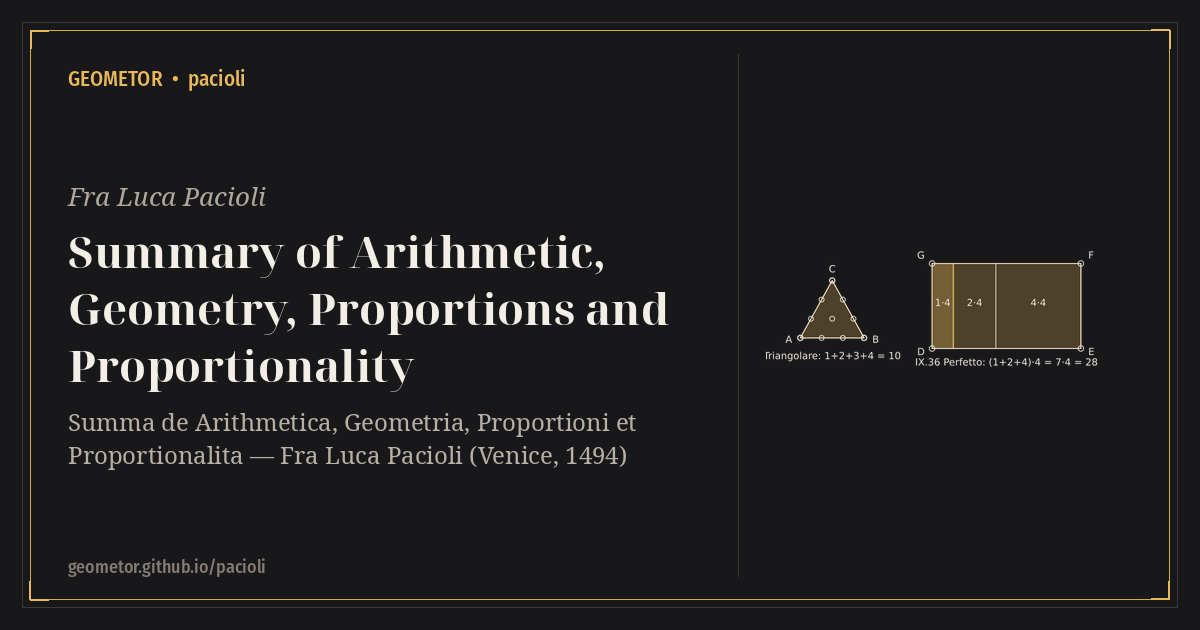 GEOMETOR • pacioli
Fra Luca Pacioli
Summary of Arithmetic,
Geometry, Proportions and
Proportionality
Summa de Arithmetica, Geometria, Proportioni et
Proportionalita — Fra Luca Pacioli (Venice, 1494)
geometor.github.io/pacioli
C
A B
Triangolare: 1+2+3+4 = 10
G F
1·4 2·4 4·4
D E
IX.36 Perfetto: (1+2+4)·4 = 7·4 = 28